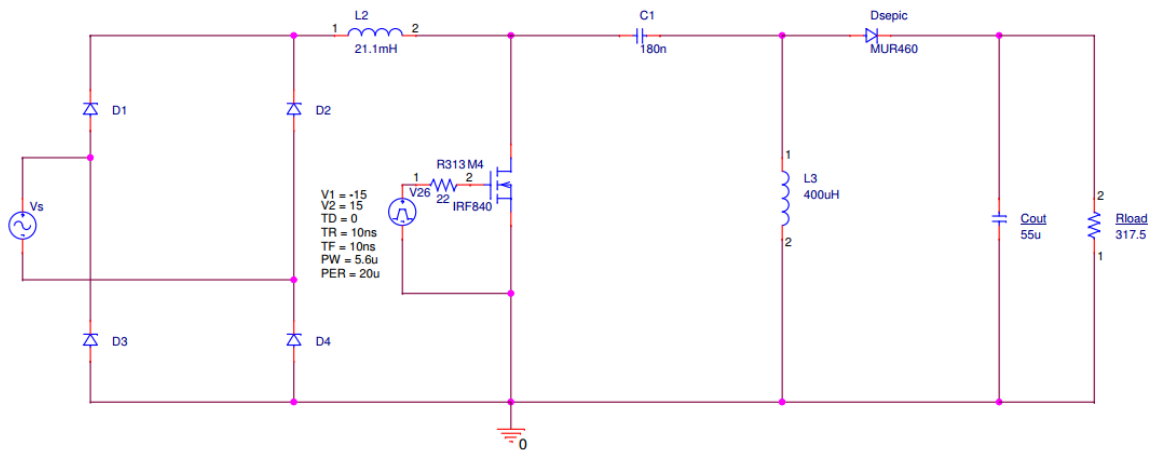 L2
1
2
21.1mH
C1
180n
Dsepic
MUR460
D1
D2
R313
M4
1
2
V26
22
IRF840
V1 = -15
V2 = 15
TD = 0
TR = 10ns
TF = 10ns
PW = 5.6u
PER = 20u
Vs
1
L3
400uH
2
Cout
55u
2
Rload
317.5
1
D3
D4
0